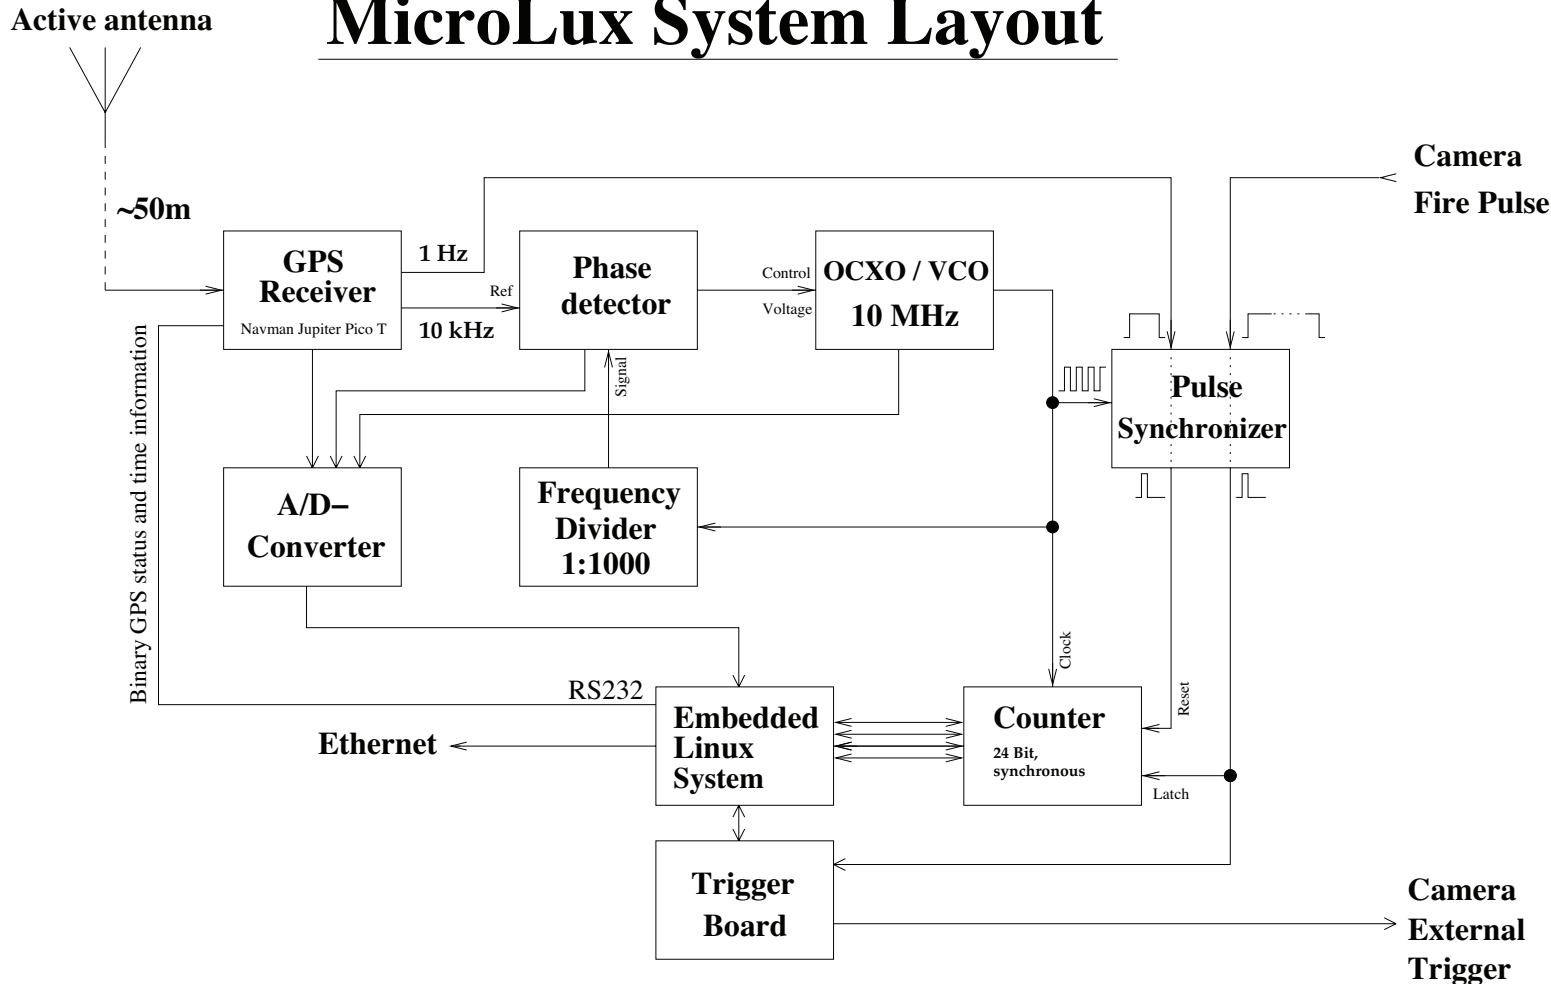 MicroLux System Layout
Active antenna
~50m
Camera
Fire Pulse
GPS
Receiver
Navman Jupiter Pico T
1 Hz
Ref
10 kHz
Phase
detector
Control
Voltage
OCXO / VCO
10 MHz
Signal
Pulse
Synchronizer
Binary GPS status and time information
A/D–
Converter
Frequency
Divider
1:1000
Clock
Reset
RS232
Ethernet
Embedded
Linux
System
Counter
24 Bit,
synchronous
Latch
Trigger
Board
Camera
External
Trigger